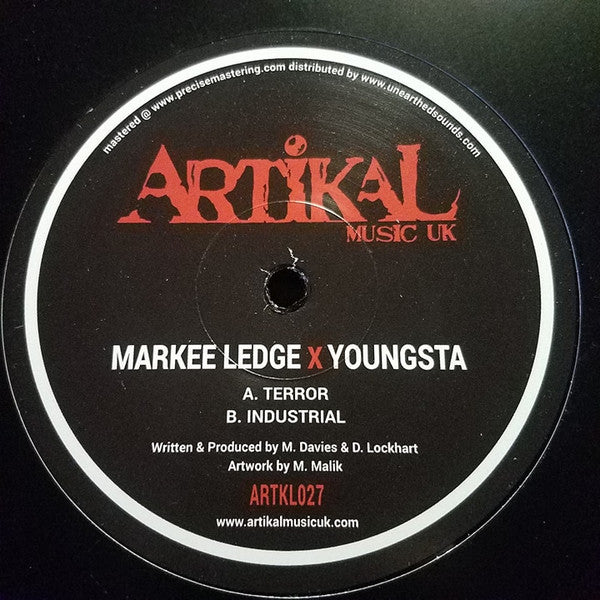 mastered @ www.precisemastering.com distributed by www.unearthedsounds.com
ARTiKAL
MUSIC UK
MARKEE LEDGE X YOUNGSTA
A. TERROR
B. INDUSTRIAL
Written & Produced by M. Davies & D. Lockhart
Artwork by M. Malik
ARTKL027
www.artikalmusicuk.com